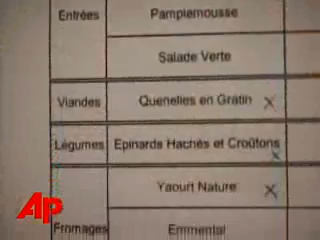 Entrées
Pamplemousse
Salade Verte
Viandes
Quenelles en Gratin X
Légumes
Epinards Hachés et Croûtons X
Yaourt Nature X
Fromages
Emmental
AP